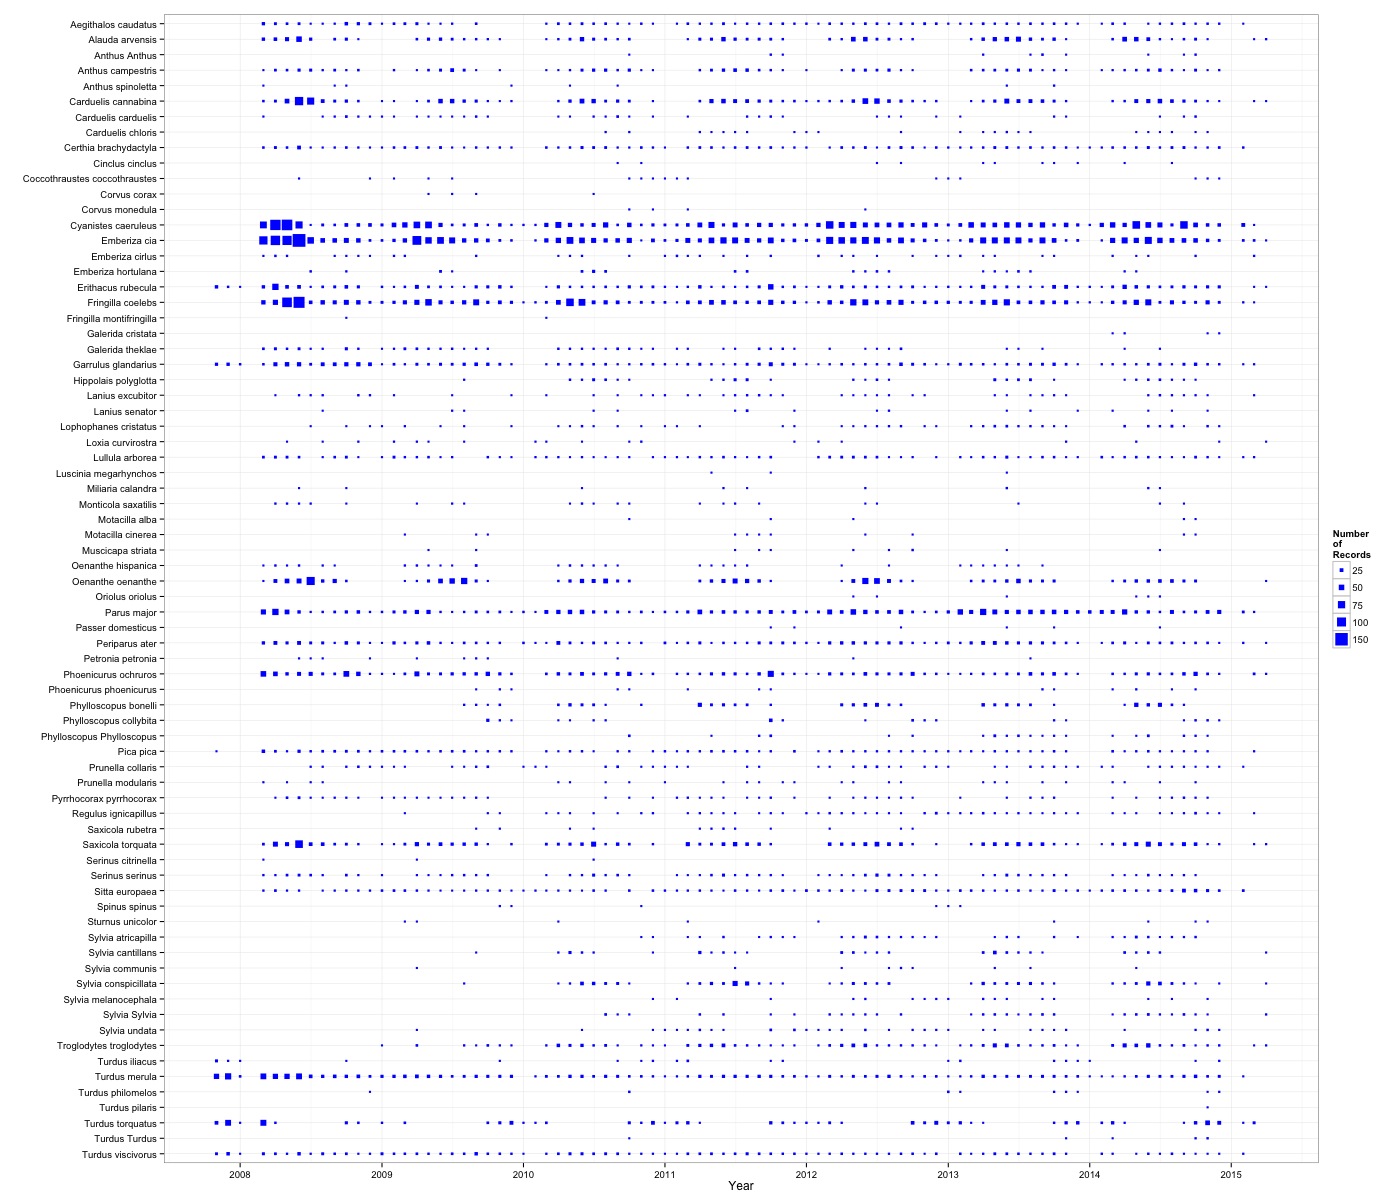 Aegithalos caudatus
Alauda arvensis
Anthus Anthus
Anthus campestris
Anthus spinoletta
Carduelis cannabina
Carduelis carduelis
Carduelis chloris
Certhia brachydactyla
Cinclus cinclus
Coccothraustes coccothraustes
Corvus corax
Corvus monedula
Cyanistes caeruleus
Emberiza cia
Emberiza cirlus
Emberiza hortulana
Erithacus rubecula
Fringilla coelebs
Fringilla montifringilla
Galerida cristata
Galerida theklae
Garrulus glandarius
Hippolais polyglotta
Lanius excubitor
Lanius senator
Lophophanes cristatus
Loxia curvirostra
Lullula arborea
Luscinia megarhynchos
Miliaria calandra
Monticola saxatilis
Motacilla alba
Motacilla cinerea
Muscicapa striata
Oenanthe hispanica
Oenanthe oenanthe
Oriolus oriolus
Parus major
Passer domesticus
Periparus ater
Petronia petronia
Phoenicurus ochruros
Phoenicurus phoenicurus
Phylloscopus bonelli
Phylloscopus collybita
Phylloscopus Phylloscopus
Pica pica
Prunella collaris
Prunella modularis
Pyrrhocorax pyrrhocorax
Regulus ignicapillus
Saxicola rubetra
Saxicola torquata
Serinus citrinella
Serinus serinus
Sitta europaea
Spinus spinus
Sturnus unicolor
Sylvia atricapilla
Sylvia cantillans
Sylvia communis
Sylvia conspicillata
Sylvia melanocephala
Sylvia Sylvia
Sylvia undata
Troglodytes troglodytes
Turdus iliacus
Turdus merula
Turdus philomelos
Turdus pilaris
Turdus torquatus
Turdus Turdus
Turdus viscivorus
2008 2009 2010 2011 2012 2013 2014 2015
Year
Number
of
Records
25
50
75
100
150